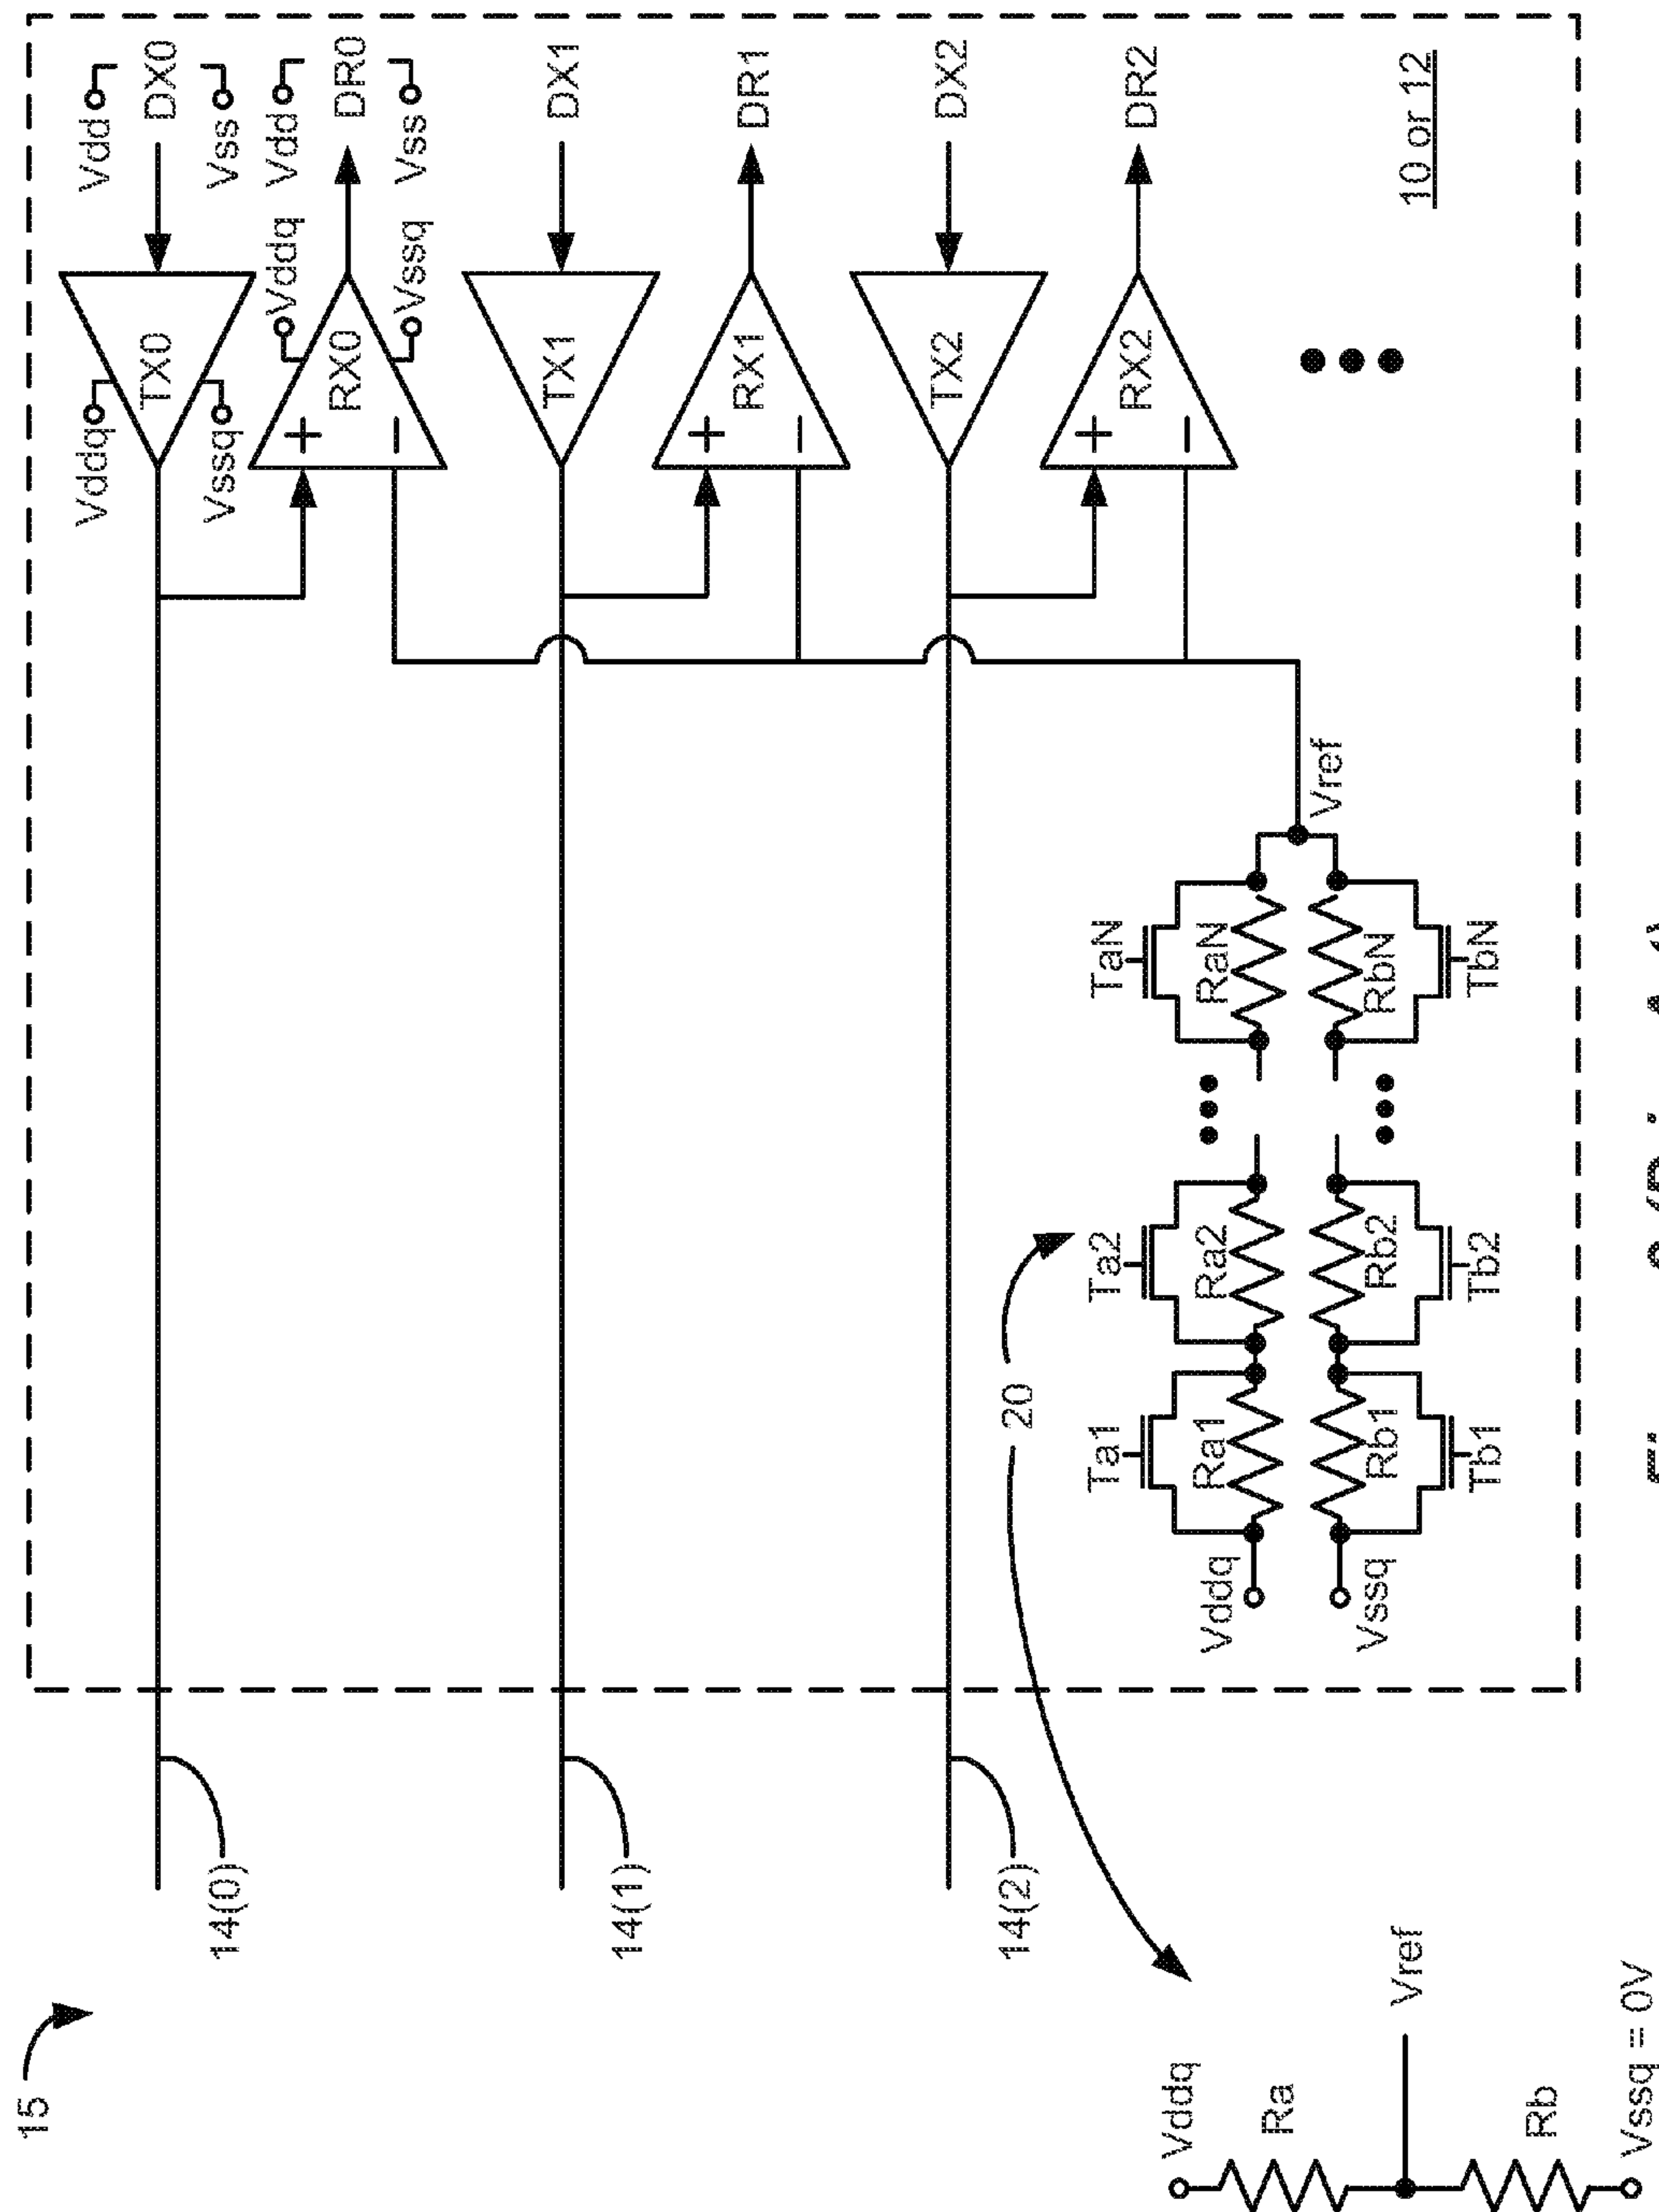 15
Vddq
Vdd
TX0
DX0
Vssq
Vss
14(0)
Vddq
Vdd
RX0
DR0
Vssq
Vss
TX1
DX1
14(1)
RX1
DR1
TX2
DX2
14(2)
20
RX2
DR2
Ta1
Ta2
TaN
Vddq
Ra1
Ra2
RaN
Vref
Vssq
Rb1
Rb2
RbN
Tb1
Tb2
TbN
10 or 12
Vddq
Ra
Vref
Rb
Vssq = 0V